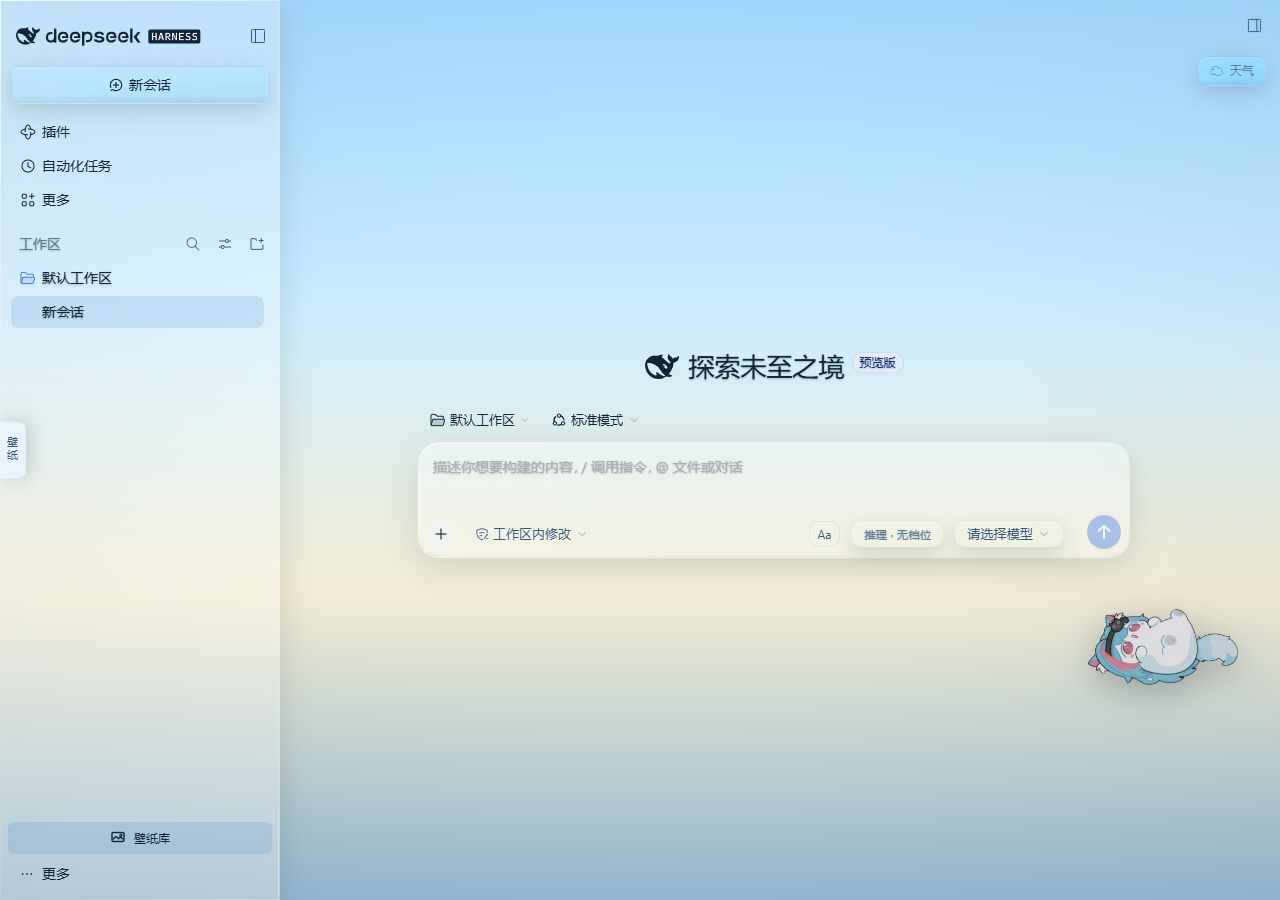 deepseek HARNESS
新会话
天气
插件
自动化任务
更多
工作区
默认工作区
新会话
探索未至之境 预览版
默认工作区 标准模式
壁纸
描述你想要构建的内容, / 调用指令, @ 文件或对话
工作区内修改 Aa 推理 · 无档位 请选择模型
壁纸库
更多